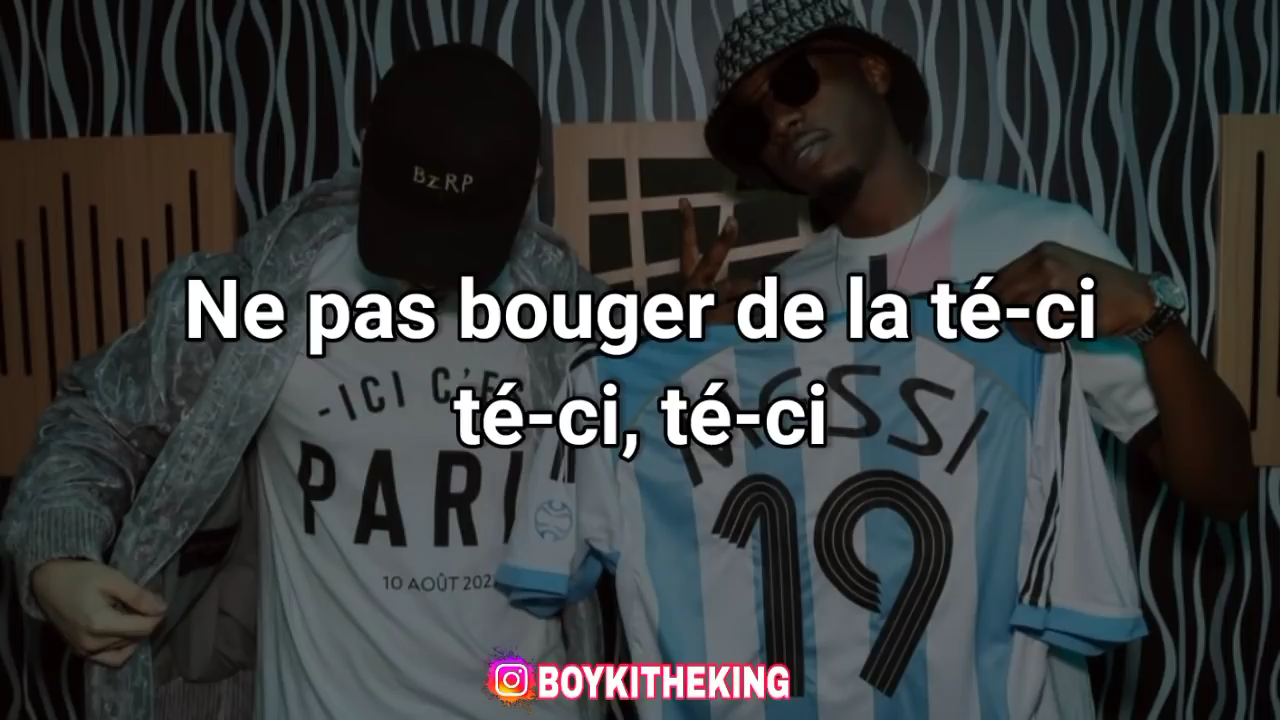 BZRP
Ne pas bouger de la té-ci
té-ci, té-ci
-ICI C'E
PARI
10 AOÛT 202
MESSI
19
BOYKITHEKING